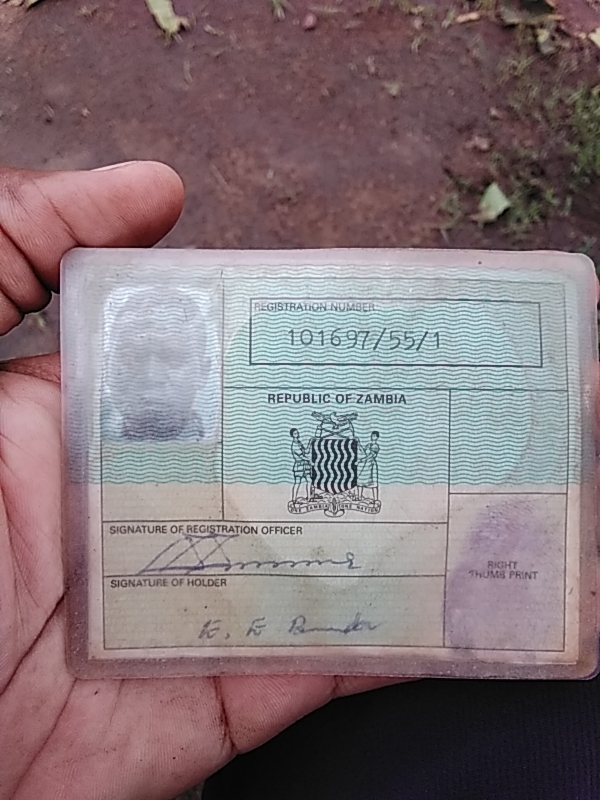 REGISTRATION NUMBER
101697/55/1
REPUBLIC OF ZAMBIA
ONE ZAMBIA ONE NATION
SIGNATURE OF REGISTRATION OFFICER
SIGNATURE OF HOLDER
E. E
RIGHT
THUMB PRINT